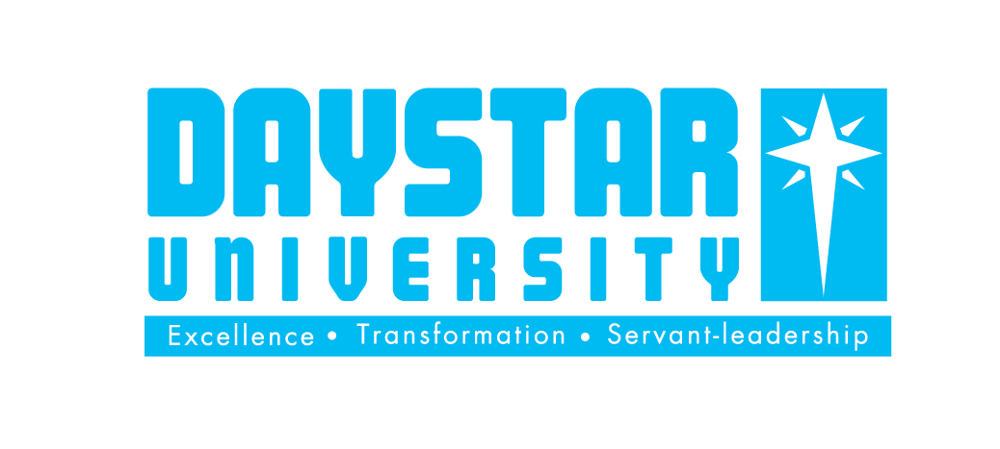 DAYSTAR
UNIVERSITY
Excellence • Transformation • Servant-leadership